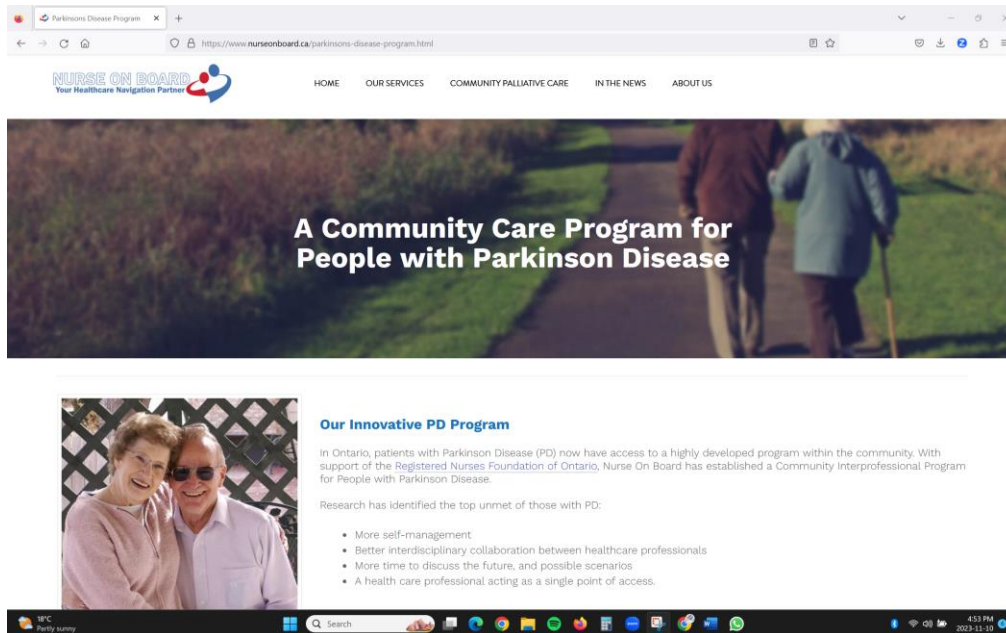 Parkinsons Disease Program
https://www.nurseonboard.ca/parkinsons-disease-program.html
NURSE ON BOARD
Your Healthcare Navigation Partner
HOME OUR SERVICES COMMUNITY PALLIATIVE CARE IN THE NEWS ABOUT US
A Community Care Program for
People with Parkinson Disease
Our Innovative PD Program
In Ontario, patients with Parkinson Disease (PD) now have access to a highly developed program within the community. With
support of the Registered Nurses Foundation of Ontario, Nurse On Board has established a Community Interprofessional Program
for People with Parkinson Disease.
Research has identified the top unmet of those with PD:
• More self-management
• Better interdisciplinary collaboration between healthcare professionals
• More time to discuss the future, and possible scenarios
• A health care professional acting as a single point of access.
18°C
Partly sunny
Search
4:53 PM
2023-11-10